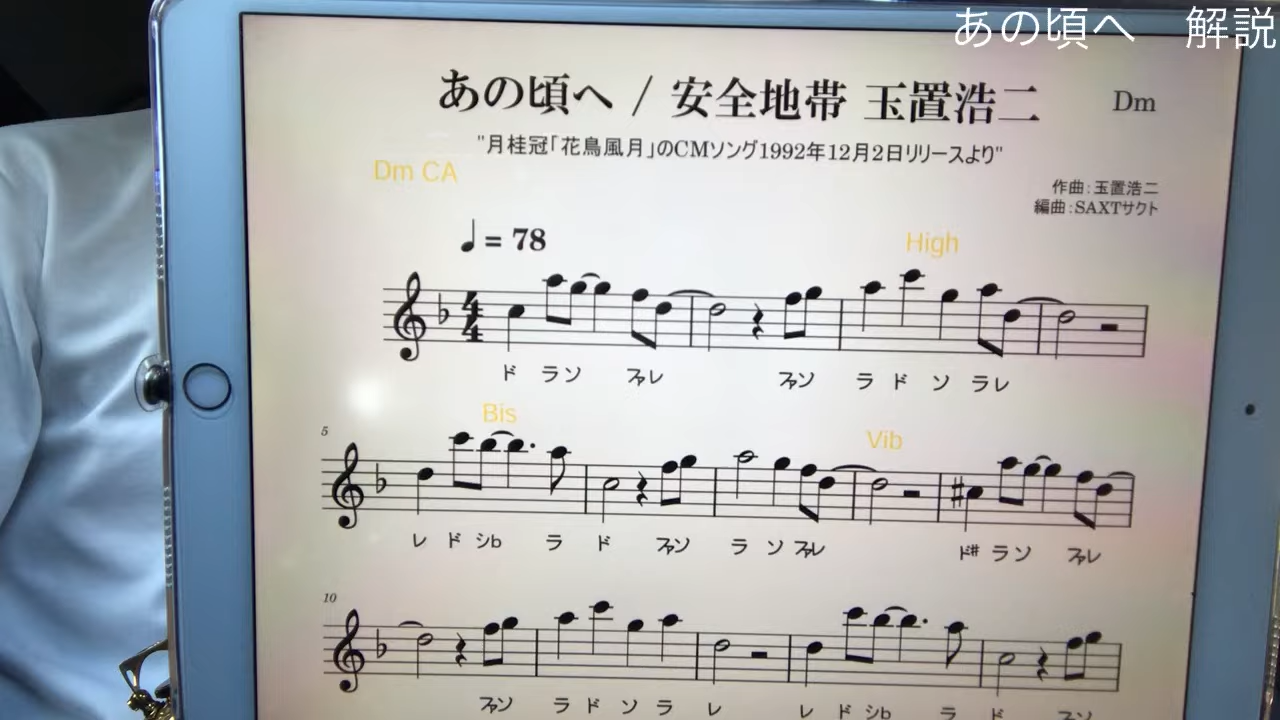 あの頃へ　解説
あの頃へ / 安全地帯 玉置浩二
Dm
"月桂冠「花鳥風月」のCMソング1992年12月2日リリースより"
Dm CA
作曲:玉置浩二
編曲:SAXTサクト
♩= 78
High
4
4
ド ラソ ファレ ファソ ラ ド ソ ラレ
5
Bis
Vib
レ ド シb ラ ド ファソ ラ ソ ファレ ド# ラソ ファレ
10
ファソ ラ ド ソ ラ レ レ ド シb ラ ド ファソ